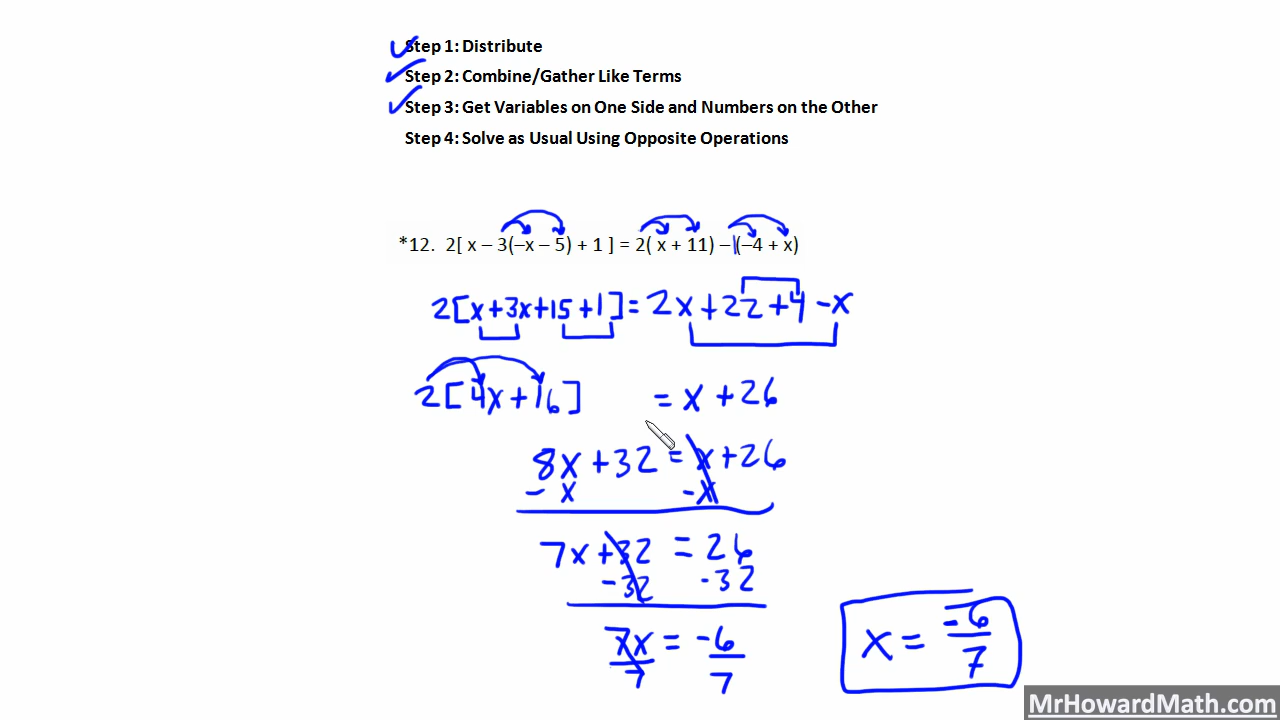 Step 1: Distribute
Step 2: Combine/Gather Like Terms
Step 3: Get Variables on One Side and Numbers on the Other
Step 4: Solve as Usual Using Opposite Operations
*12. 2[ x – 3(–x – 5) + 1 ] = 2( x + 11) – 1(–4 + x)
2[x+3x+15+1] = 2x+22+4-x
2[4x+16] = x+26
8x+32 = x+26
- x -x
7x+32 = 26
-32 -32
7x = -6
7 7
x = -6/7
MrHowardMath.com